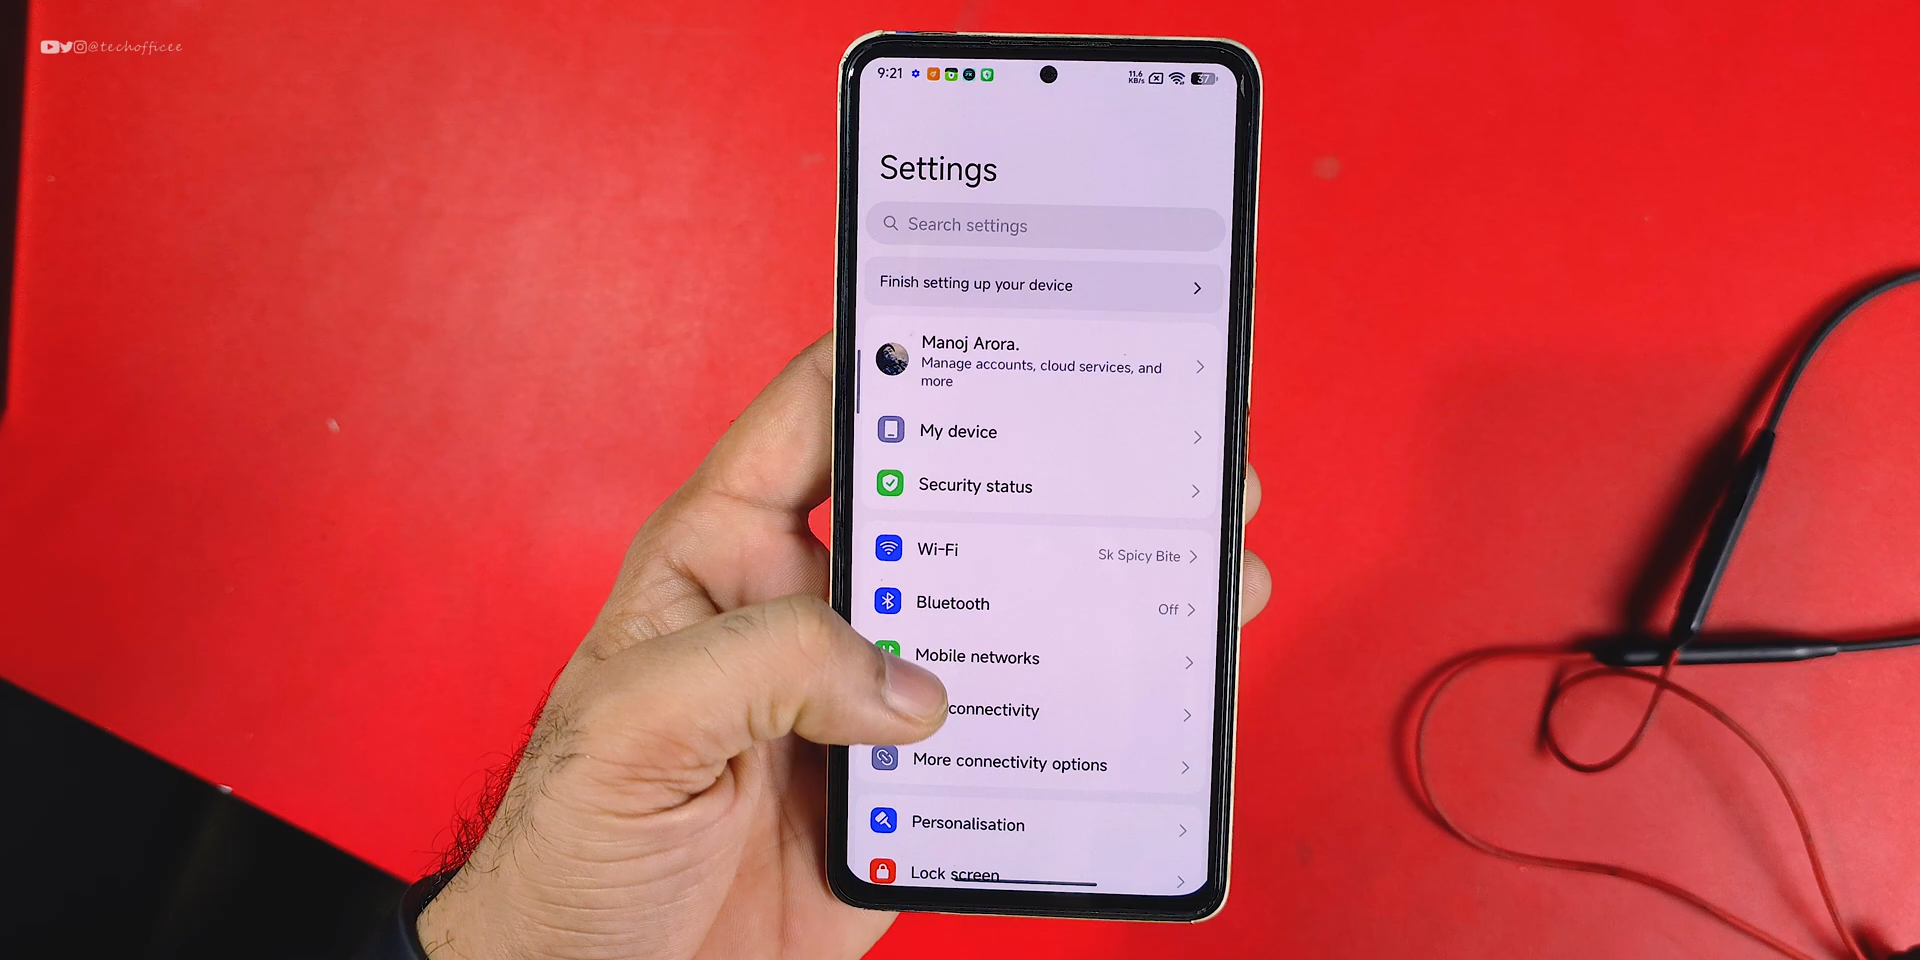 @techofficee
9:21
11.6
KB/s
37
Settings
Search settings
Finish setting up your device
Manoj Arora.
Manage accounts, cloud services, and
more
My device
Security status
Wi-Fi
Sk Spicy Bite
Bluetooth
Off
Mobile networks
connectivity
More connectivity options
Personalisation
Lock screen